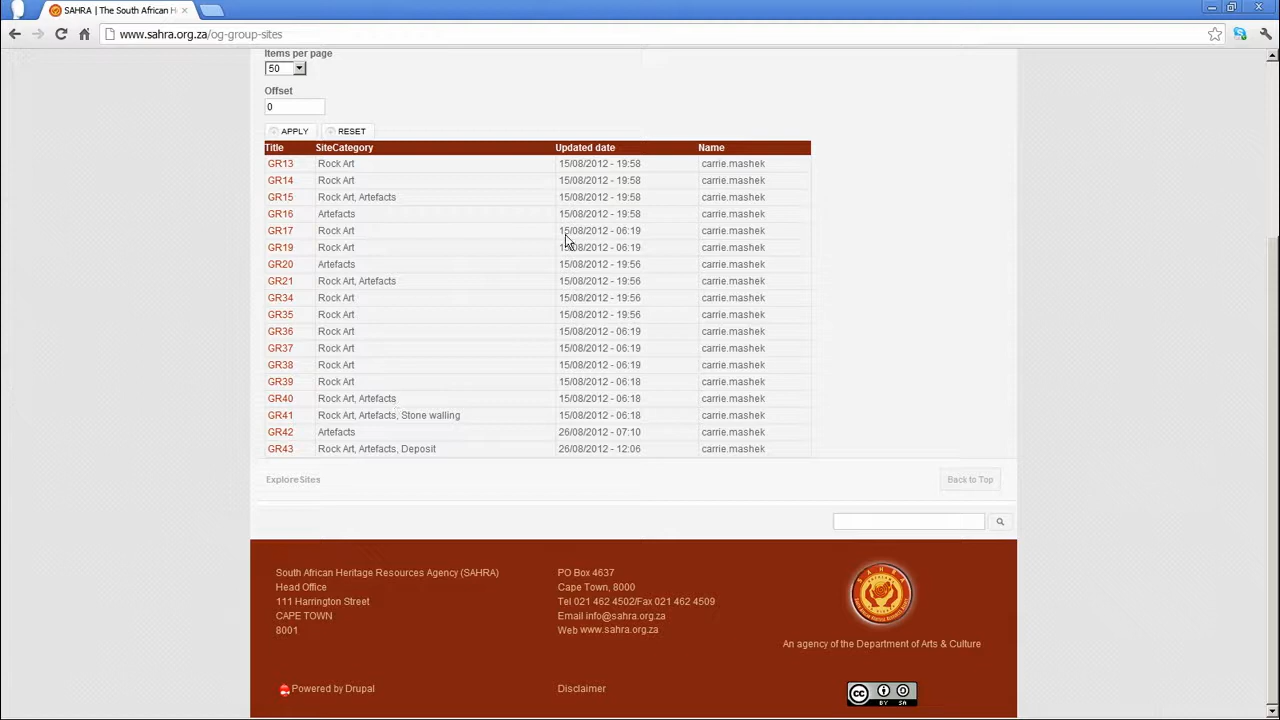 SAHRA | The South African H
www.sahra.org.za/og-group-sites
Items per page
50
Offset
0
APPLY RESET
Title SiteCategory Updated date Name
GR13 Rock Art 15/08/2012 - 19:58 carrie.mashek
GR14 Rock Art 15/08/2012 - 19:58 carrie.mashek
GR15 Rock Art, Artefacts 15/08/2012 - 19:58 carrie.mashek
GR16 Artefacts 15/08/2012 - 19:58 carrie.mashek
GR17 Rock Art 15/08/2012 - 06:19 carrie.mashek
GR19 Rock Art 15/08/2012 - 06:19 carrie.mashek
GR20 Artefacts 15/08/2012 - 19:56 carrie.mashek
GR21 Rock Art, Artefacts 15/08/2012 - 19:56 carrie.mashek
GR34 Rock Art 15/08/2012 - 19:56 carrie.mashek
GR35 Rock Art 15/08/2012 - 19:56 carrie.mashek
GR36 Rock Art 15/08/2012 - 06:19 carrie.mashek
GR37 Rock Art 15/08/2012 - 06:19 carrie.mashek
GR38 Rock Art 15/08/2012 - 06:19 carrie.mashek
GR39 Rock Art 15/08/2012 - 06:18 carrie.mashek
GR40 Rock Art, Artefacts 15/08/2012 - 06:18 carrie.mashek
GR41 Rock Art, Artefacts, Stone walling 15/08/2012 - 06:18 carrie.mashek
GR42 Artefacts 26/08/2012 - 07:10 carrie.mashek
GR43 Rock Art, Artefacts, Deposit 26/08/2012 - 12:06 carrie.mashek
Explore Sites Back to Top
South African Heritage Resources Agency (SAHRA)
Head Office
111 Harrington Street
CAPE TOWN
8001
PO Box 4637
Cape Town, 8000
Tel 021 462 4502/Fax 021 462 4509
Email info@sahra.org.za
Web www.sahra.org.za
SAHRA
An agency of the Department of Arts & Culture
Powered by Drupal Disclaimer
CC BY SA